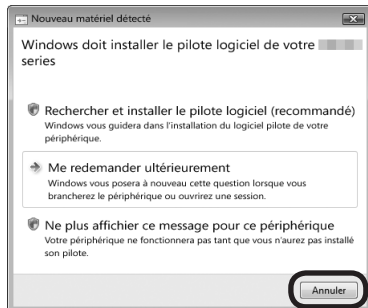 Nouveau matériel détecté
Windows doit installer le pilote logiciel de votre
series
Rechercher et installer le pilote logiciel (recommandé)
Windows vous guidera dans l'installation du logiciel pilote de votre
périphérique.
Me redemander ultérieurement
Windows vous posera à nouveau cette question lorsque vous
brancherez le périphérique ou ouvrirez une session.
Ne plus affichier ce message pour ce périphérique
Votre périphérique ne fonctionnera pas tant que vous n'aurez pas installé
son pilote.
Annuler